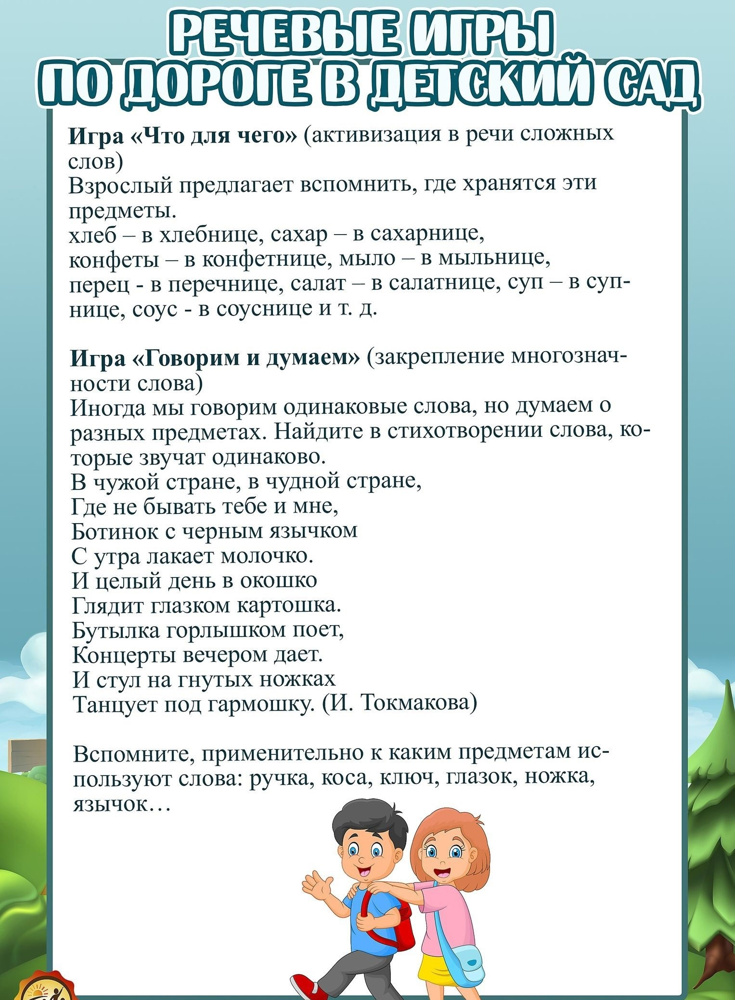 РЕЧЕВЫЕ ИГРЫ
ПО ДОРОГЕ В ДЕТСКИЙ САД
Игра «Что для чего» (активизация в речи сложных
слов)
Взрослый предлагает вспомнить, где хранятся эти
предметы.
хлеб – в хлебнице, сахар – в сахарнице,
конфеты – в конфетнице, мыло – в мыльнице,
перец - в перечнице, салат – в салатнице, суп – в суп-
нице, соус - в соуснице и т. д.
Игра «Говорим и думаем» (закрепление многознач-
ности слова)
Иногда мы говорим одинаковые слова, но думаем о
разных предметах. Найдите в стихотворении слова, ко-
торые звучат одинаково.
В чужой стране, в чудной стране,
Где не бывать тебе и мне,
Ботинок с черным язычком
С утра лакает молочко.
И целый день в окошко
Глядит глазком картошка.
Бутылка горлышком поет,
Концерты вечером дает.
И стул на гнутых ножках
Танцует под гармошку. (И. Токмакова)
Вспомните, применительно к каким предметам ис-
пользуют слова: ручка, коса, ключ, глазок, ножка,
язычок…